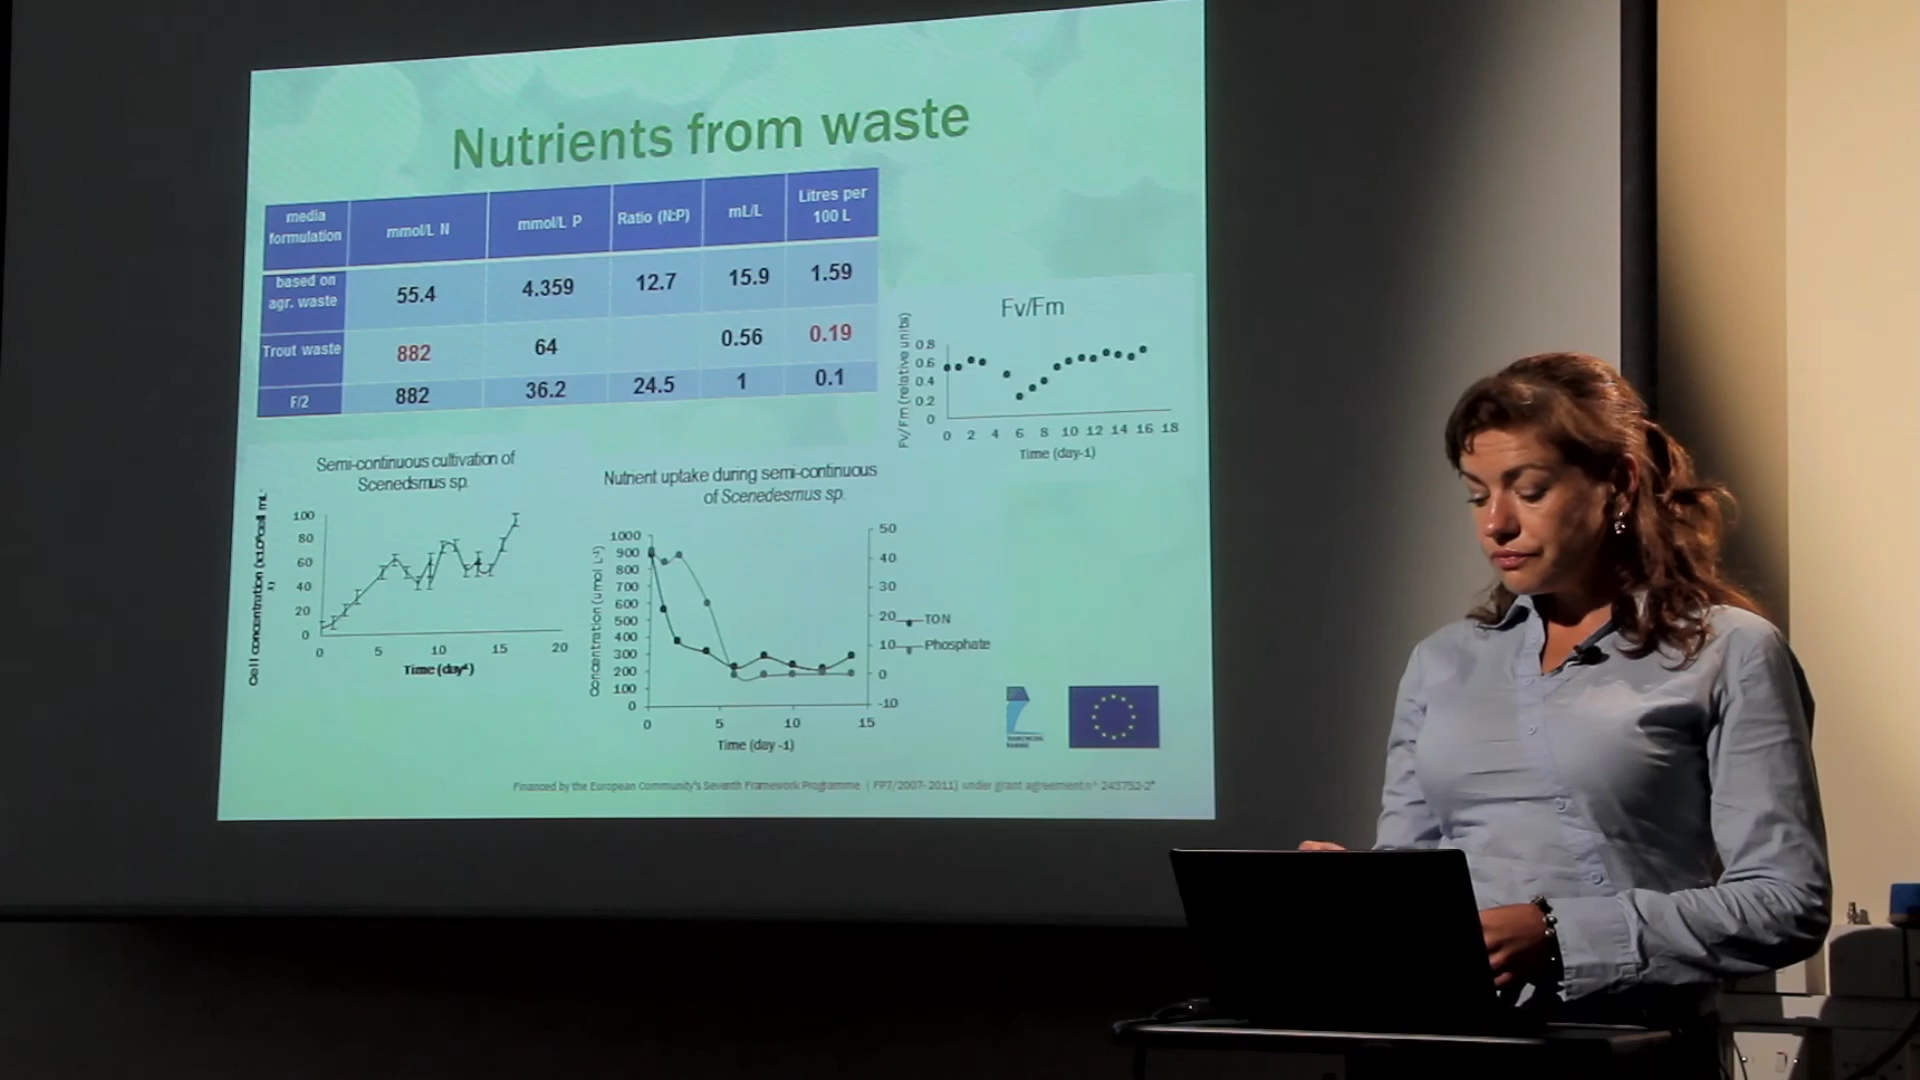 Nutrients from waste
media formulation mmol/L N mmol/L P Ratio (N:P) mL/L Litres per 100 L
based on agr. waste 55.4 4.359 12.7 15.9 1.59
Trout waste 882 64 0.56 0.19
F/2 882 36.2 24.5 1 0.1
Fv/Fm
Fv/Fm (relative units)
0.8
0.6
0.4
0.2
0
0 2 4 6 8 10 12 14 16 18
Time (day-1)
Semi-continuous cultivation of
Scenedsmus sp.
Cell concentration
100
80
60
40
20
0
0 5 10 15 20
Time (day
Nutrient uptake during semi-continuous
of Scenedesmus sp.
Concentration (umol L-1)
1000
900
800
700
600
500
400
300
200
100
0
50
40
30
20
10
0
-10
0 5 10 15
Time (day -1)
TON
Phosphate
Financed by the European Community's Seventh Framework Programme ( FP7/2007- 2011) under grant agreement n°